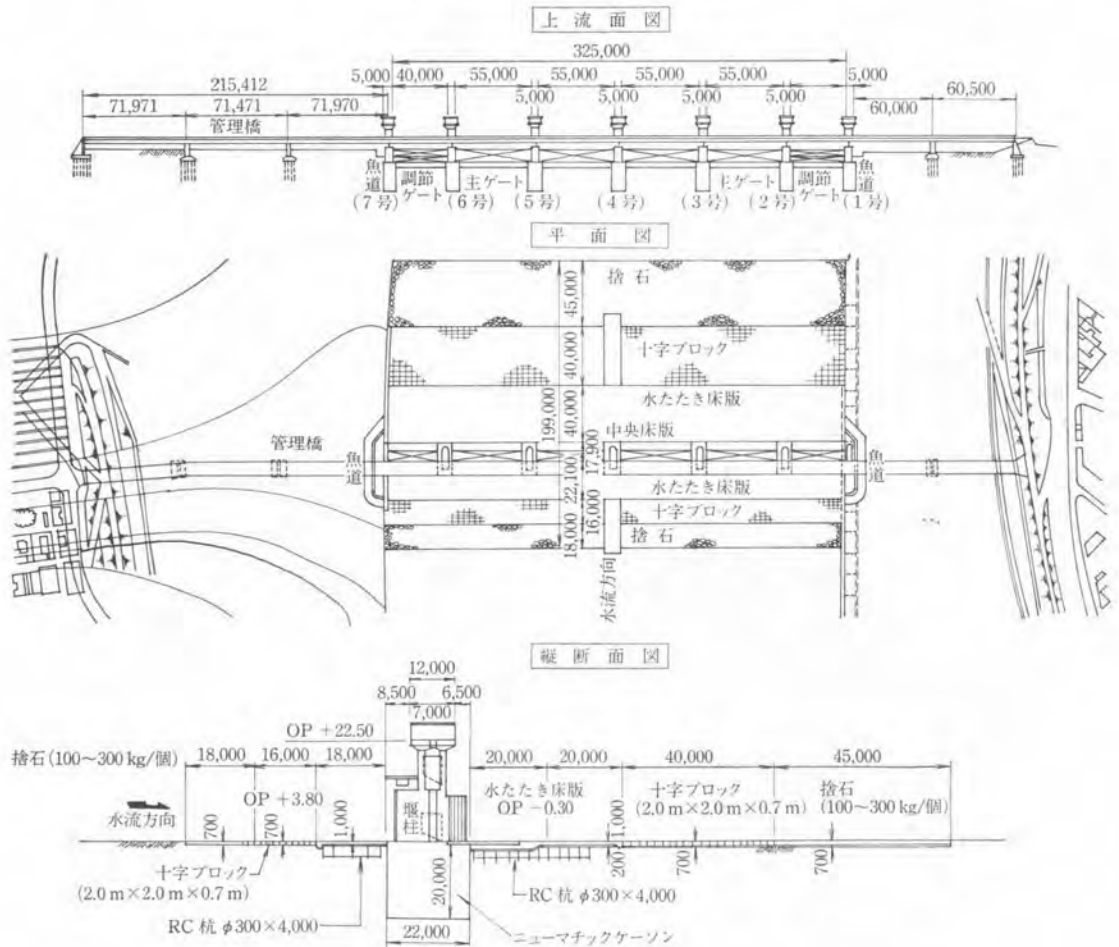 上流面図
325,000
215,412
5,000 40,000 55,000 55,000 55,000 55,000 5,000
71,971 71,471 71,970
5,000 5,000 5,000 5,000
60,000 60,500
管理橋
魚道(7号)
調節ゲート
(6号)
主ゲート
(5号)
(4号)
(3号)
主ゲート
(2号)
調節ゲート
魚道(1号)
平面図
捨石
45,000
十字ブロック
40,000
水たたき床版
199,000
40,000
中央床版
管理橋
魚道
17,900
魚道
22,100
水たたき床版
十字ブロック
16,000
捨石
18,000
水流方向
縦断面図
12,000
8,500 6,500
7,000
OP +22.50
捨石(100~300 kg/個)
18,000 16,000 18,000
20,000 20,000 40,000 45,000
水たたき床版
OP -0.30
十字ブロック
(2.0 m×2.0 m×0.7 m)
捨石
(100~300 kg/個)
OP +3.80
水流方向
700
700
1,000
堰柱
1,000
200
700
700
十字ブロック
(2.0 m×2.0 m×0.7 m)
20,000
RC 杭 φ300×4,000
RC 杭 φ300×4,000
22,000
ニューマチックケーソン